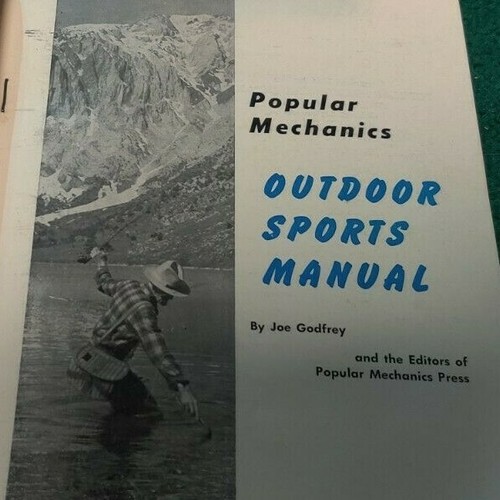 Popular
Mechanics
OUTDOOR
SPORTS
MANUAL
By Joe Godfrey
and the Editors of
Popular Mechanics Press